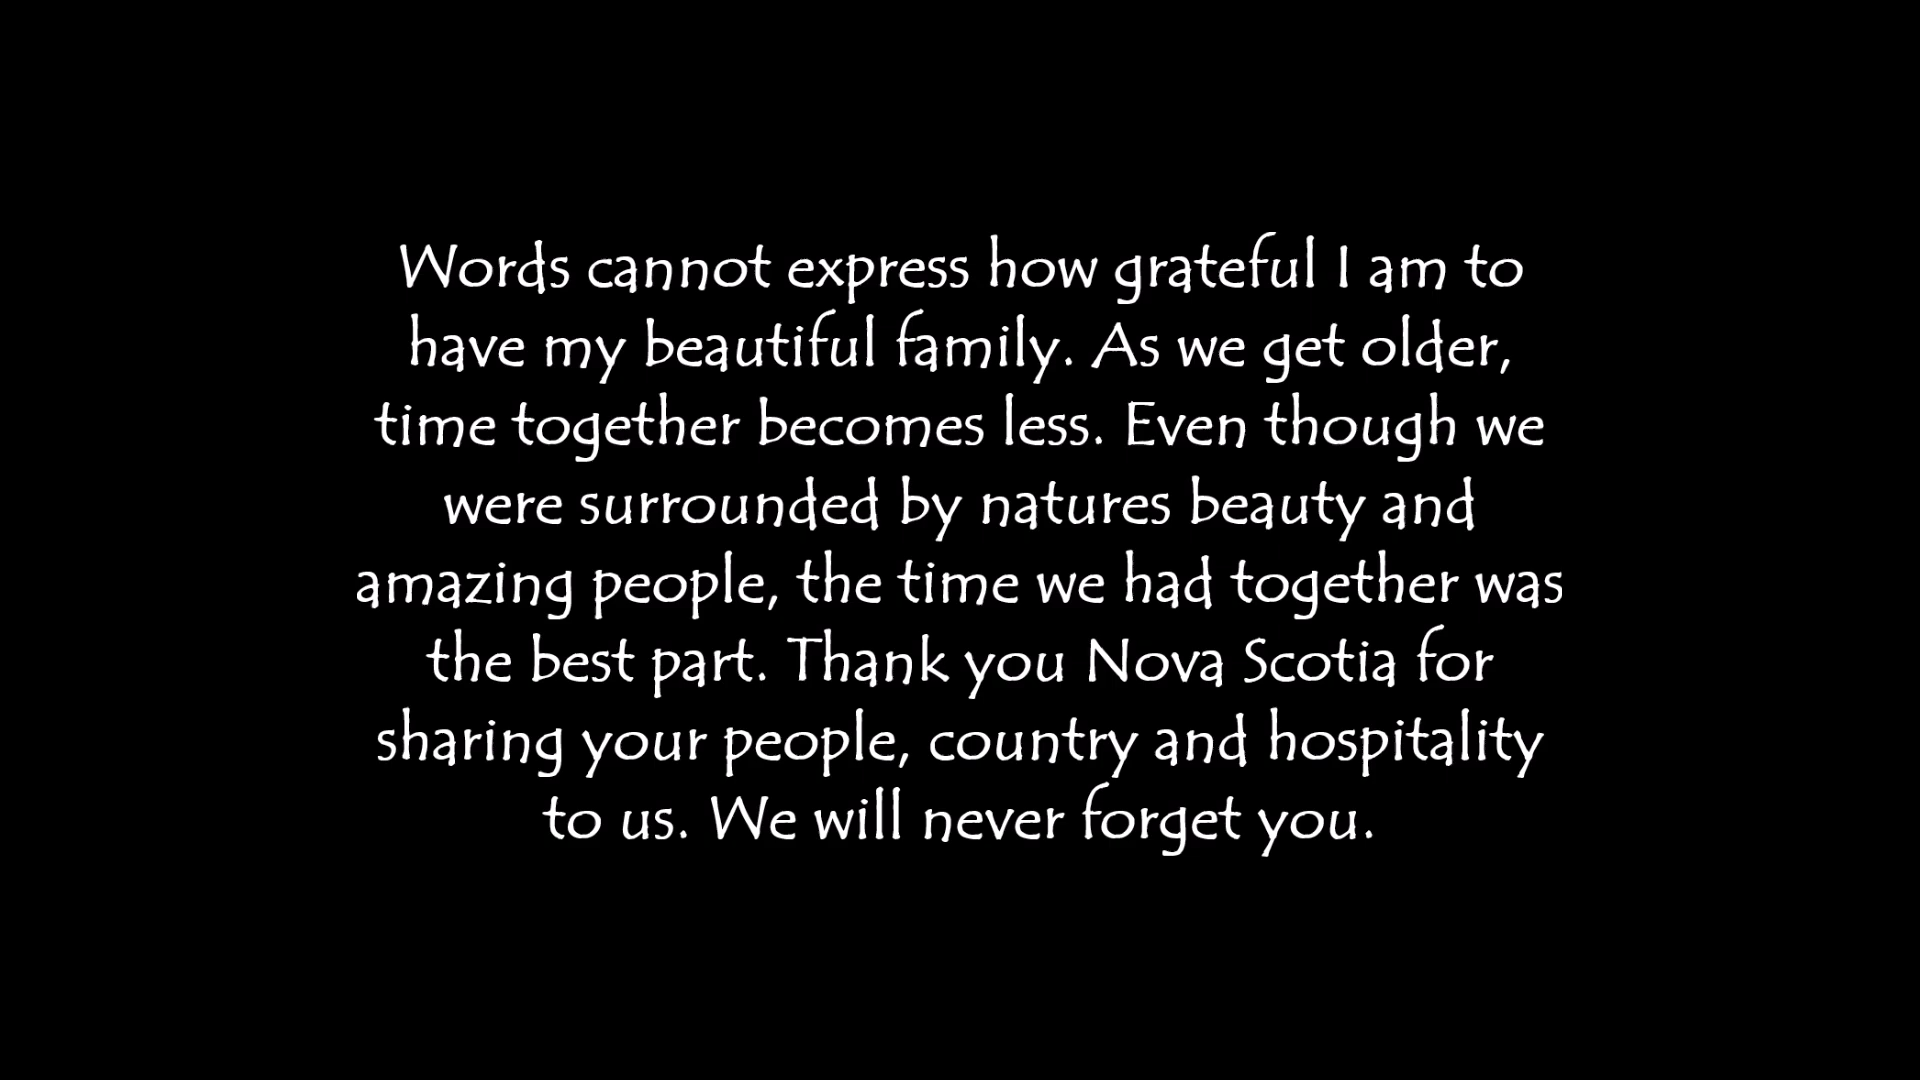 Words cannot express how grateful I am to
have my beautiful family. As we get older,
time together becomes less. Even though we
were surrounded by natures beauty and
amazing people, the time we had together was
the best part. Thank you Nova Scotia for
sharing your people, country and hospitality
to us. We will never forget you.